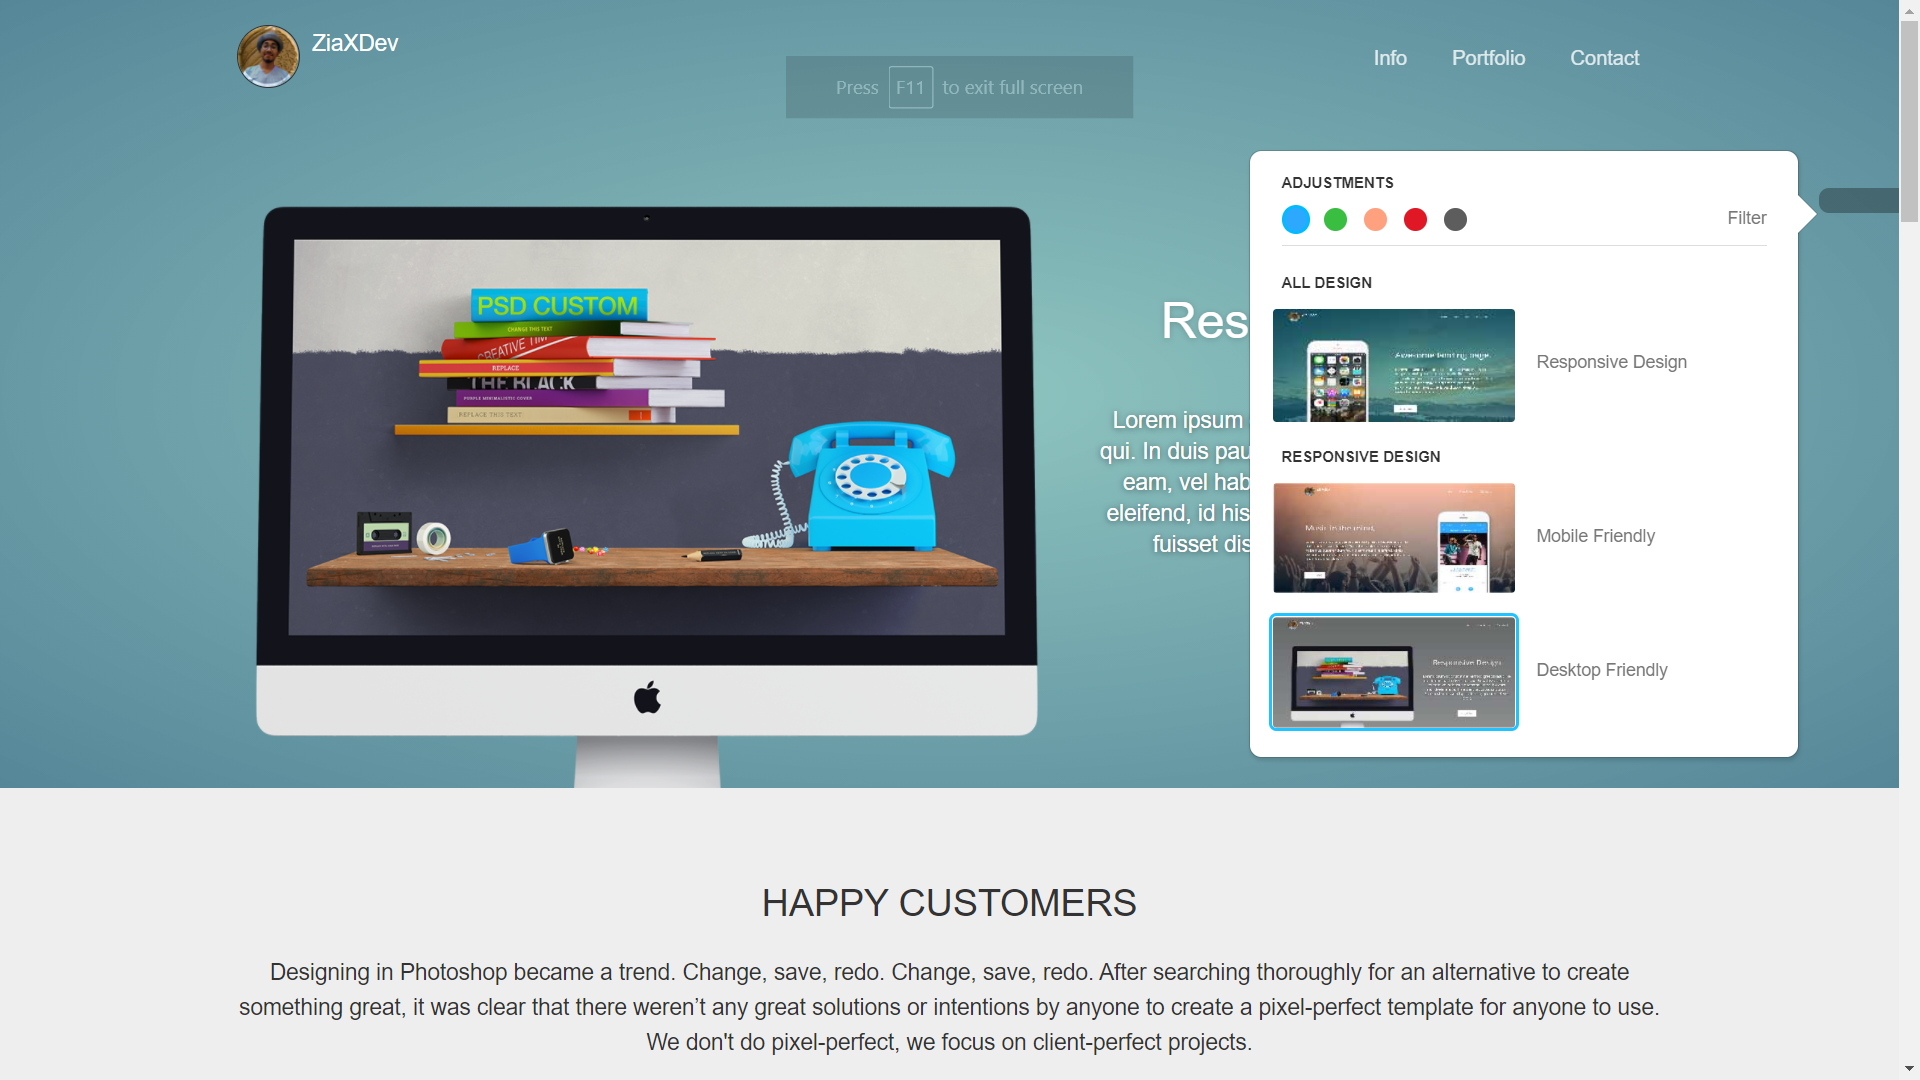 ZiaXDev
Info Portfolio Contact
Press F11 to exit full screen
ADJUSTMENTS
Filter
ALL DESIGN
Responsive Design
RESPONSIVE DESIGN
Mobile Friendly
Desktop Friendly
PSD CUSTOM
CHANGE THIS TEXT
CREATIVE TIM
REPLACE
THE BLACK
PURPLE MINIMALISTIC COVER
REPLACE THIS TEXT
Res
Lorem ipsum
qui. In duis pau
eam, vel hab
eleifend, id his
fuisset dis
Awesome landing page.
Music in the mind,
Responsive Design
HAPPY CUSTOMERS
Designing in Photoshop became a trend. Change, save, redo. Change, save, redo. After searching thoroughly for an alternative to create
something great, it was clear that there weren’t any great solutions or intentions by anyone to create a pixel-perfect template for anyone to use.
We don't do pixel-perfect, we focus on client-perfect projects.